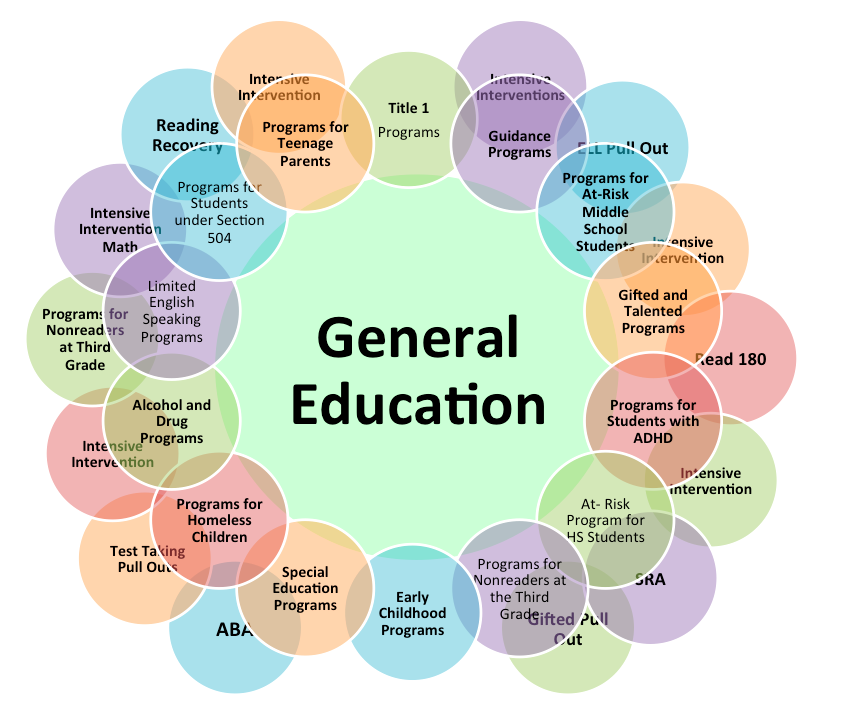 General
Education
Title 1
Programs
Intensive
Interventions
Guidance
Programs
ELL Pull Out
Programs for
At-Risk
Middle
School
Students
Intensive
Intervention
Gifted and
Talented
Programs
Read 180
Programs for
Students with
ADHD
Intensive
Intervention
At- Risk
Program for
HS Students
SRA
Programs for
Nonreaders at
the Third
Grade
Gifted Pull
Out
Early
Childhood
Programs
Special
Education
Programs
ABA
Programs for
Homeless
Children
Test Taking
Pull Outs
Alcohol and
Drug
Programs
Intensive
Intervention
Limited
English
Speaking
Programs
Programs for
Nonreaders
at Third
Grade
Intensive
Intervention
Math
Programs for
Students
under Section
504
Reading
Recovery
Programs for
Teenage
Parents
Intensive
Intervention